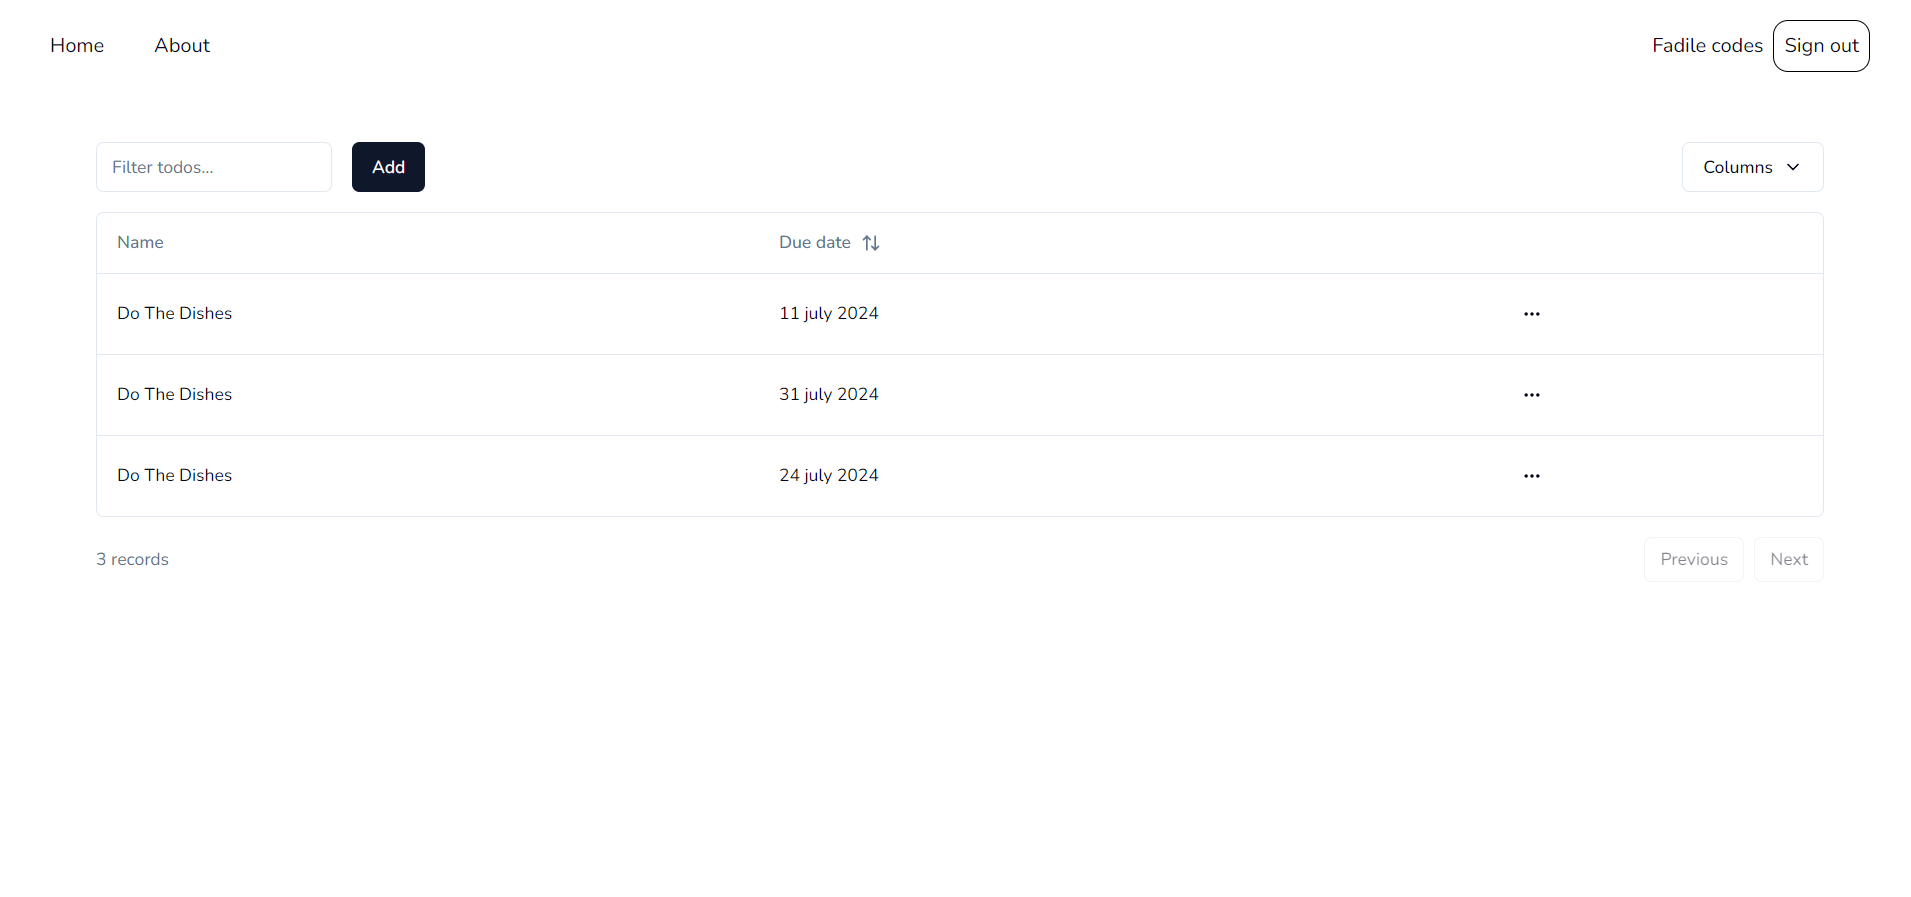 Home About Fadile codes Sign out
Filter todos... Add Columns
Name Due date
Do The Dishes 11 july 2024
Do The Dishes 31 july 2024
Do The Dishes 24 july 2024
3 records Previous Next